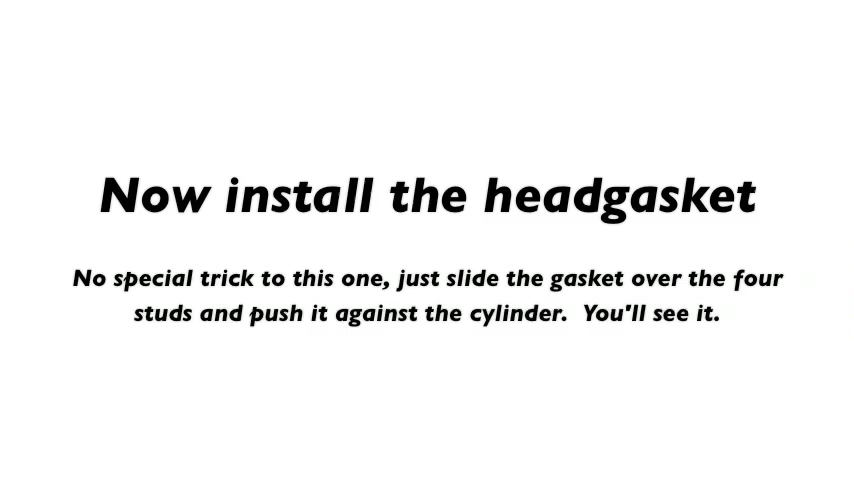 Now install the headgasket
No special trick to this one, just slide the gasket over the four
studs and push it against the cylinder.  You'll see it.